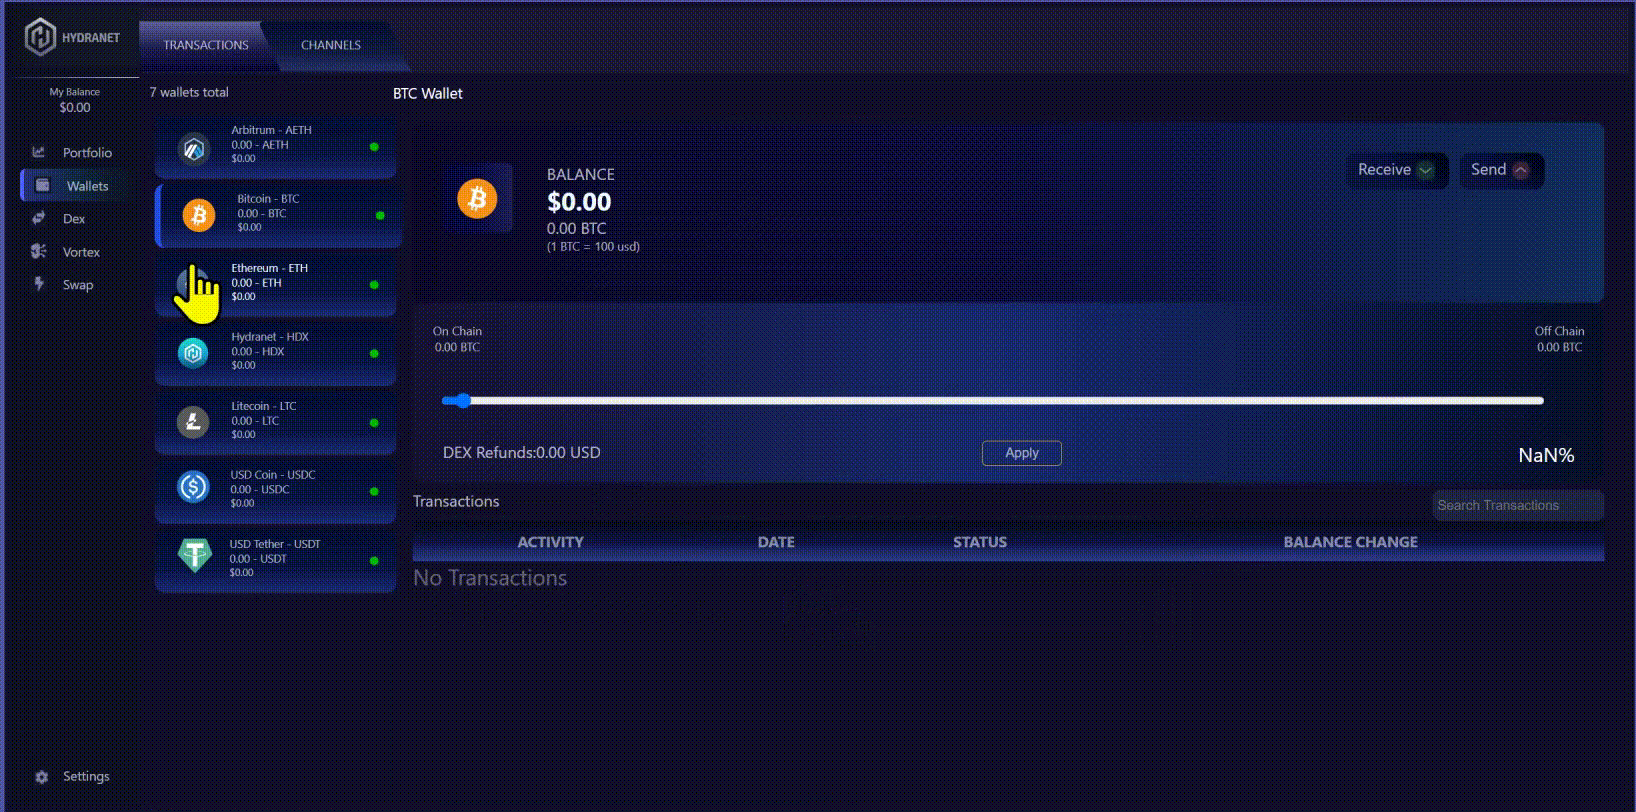 HYDRANET
TRANSACTIONS
CHANNELS
My Balance
$0.00
Portfolio
Wallets
Dex
Vortex
Swap
Settings
7 wallets total
Arbitrum - AETH
0.00 - AETH
$0.00
Bitcoin - BTC
0.00 - BTC
$0.00
Ethereum - ETH
0.00 - ETH
$0.00
Hydranet - HDX
0.00 - HDX
$0.00
Litecoin - LTC
0.00 - LTC
$0.00
USD Coin - USDC
0.00 - USDC
$0.00
USD Tether - USDT
0.00 - USDT
$0.00
BTC Wallet
BALANCE
$0.00
0.00 BTC
(1 BTC = 100 usd)
Receive
Send
On Chain
0.00 BTC
Off Chain
0.00 BTC
DEX Refunds:0.00 USD
Apply
NaN%
Transactions
Search Transactions
ACTIVITY DATE STATUS BALANCE CHANGE
No Transactions